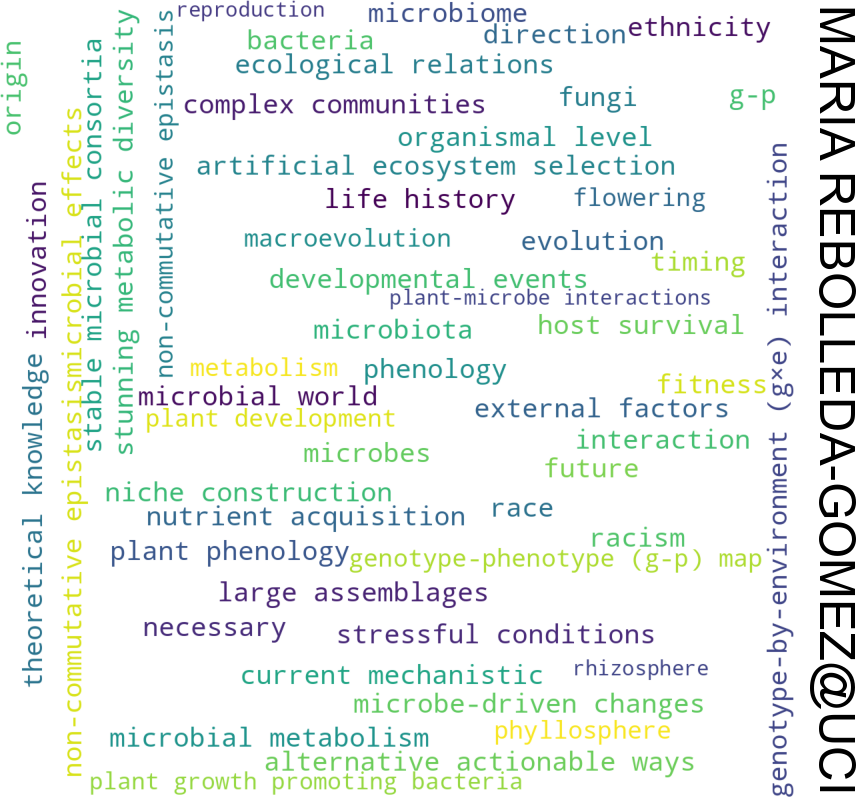 reproduction
microbiome
ethnicity
direction
bacteria
ecological relations
fungi
g-p
complex communities
organismal level
artificial ecosystem selection
life history
flowering
macroevolution
evolution
timing
developmental events
plant-microbe interactions
microbiota
host survival
metabolism
phenology
fitness
microbial world
external factors
plant development
interaction
microbes
future
niche construction
nutrient acquisition
race
racism
plant phenology
genotype-phenotype (g-p) map
large assemblages
necessary
stressful conditions
current mechanistic
rhizosphere
microbe-driven changes
microbial metabolism
phyllosphere
alternative actionable ways
plant growth promoting bacteria
origin
innovation
theoretical knowledge
non-commutative epistasismicrobial effects
stable microbial consortia
stunning metabolic diversity
non-commutative epistasis
genotype-by-environment (g×e) interaction
MARIA REBOLLEDA-GOMEZ@UCI